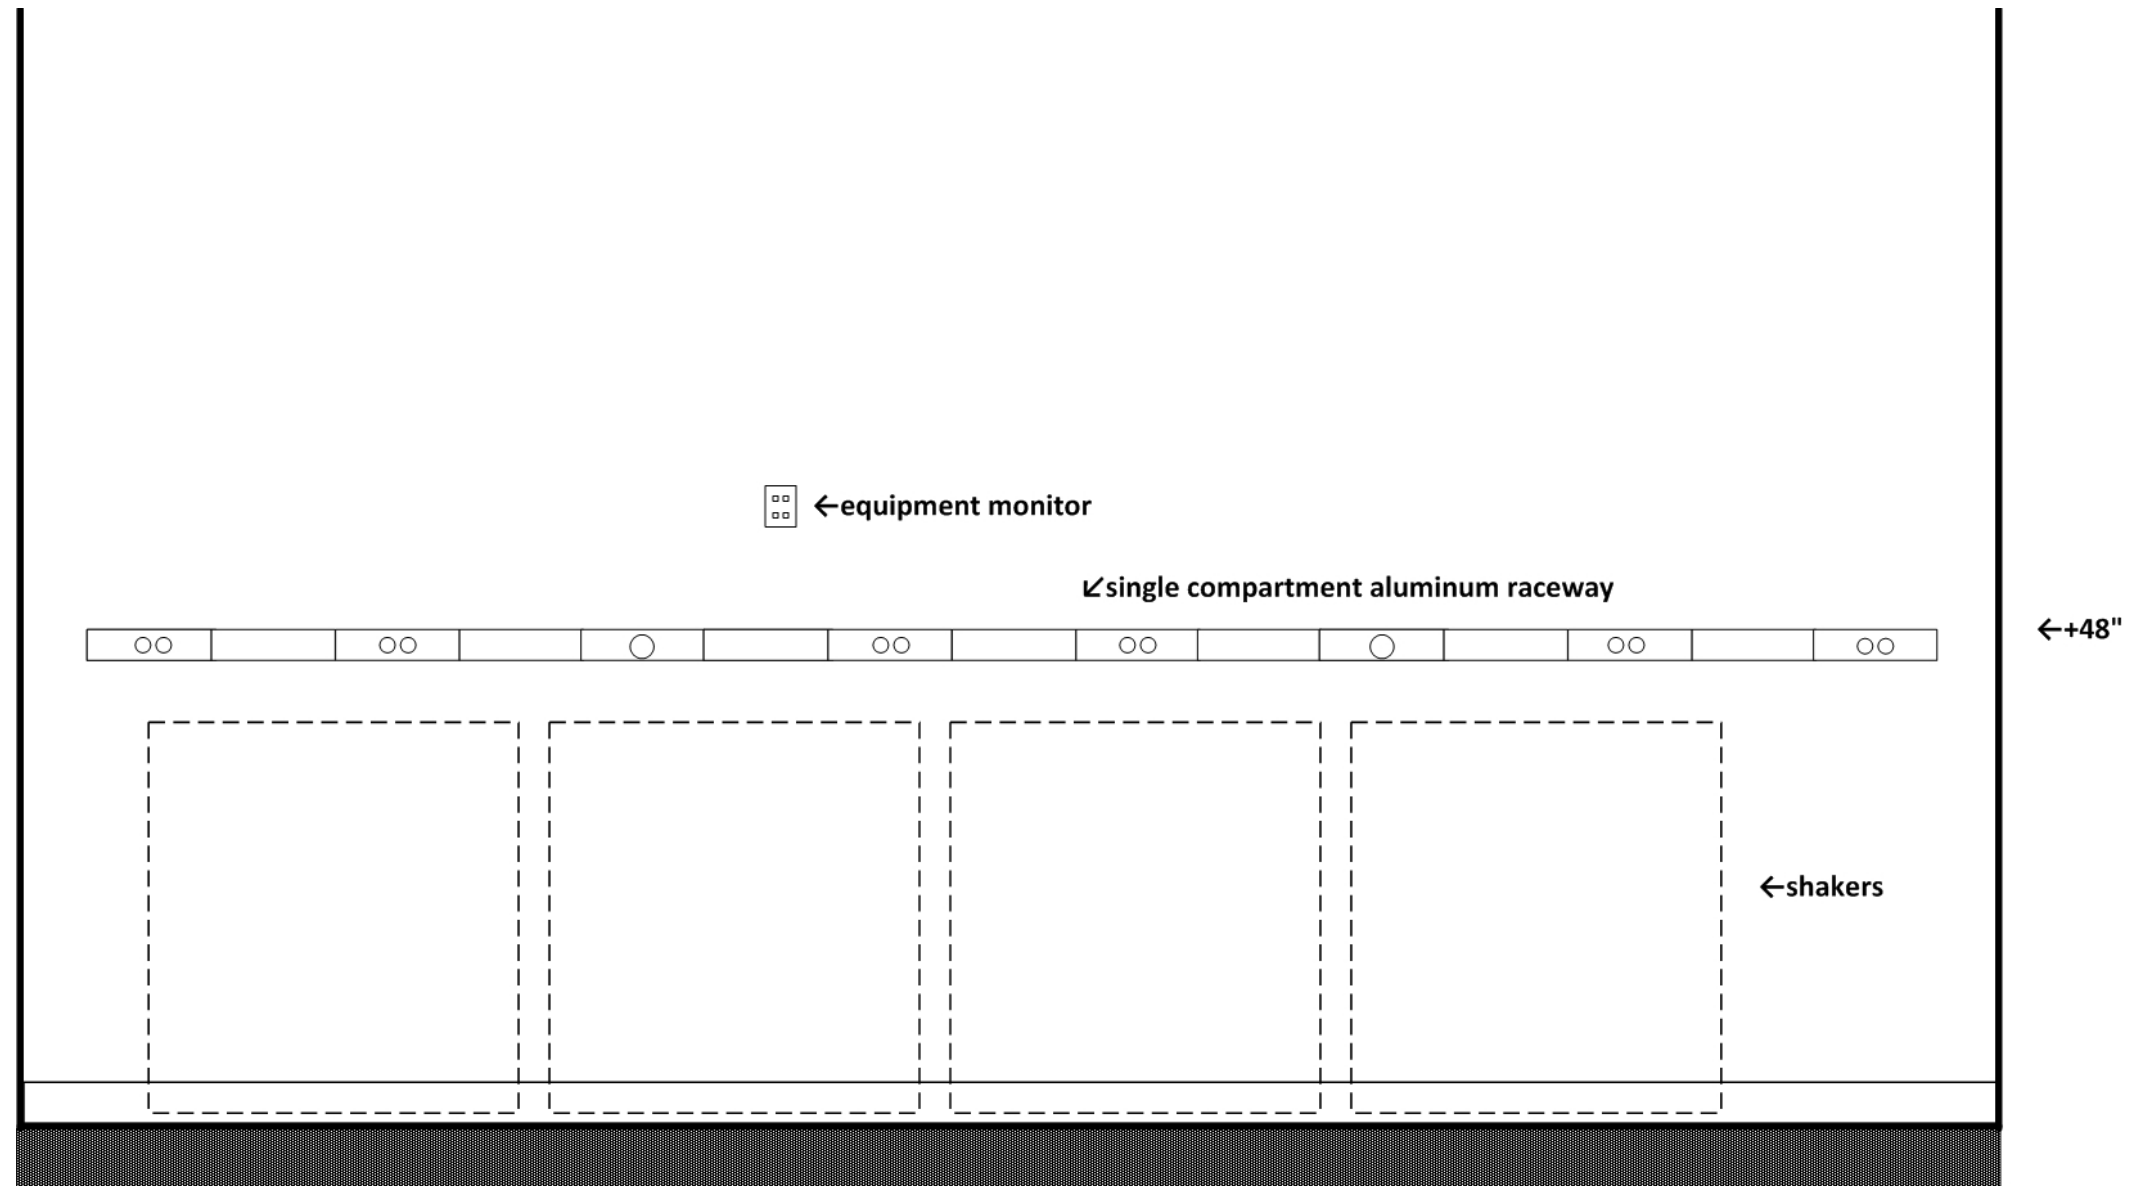 ←equipment monitor
↙single compartment aluminum raceway
←+48"
←shakers